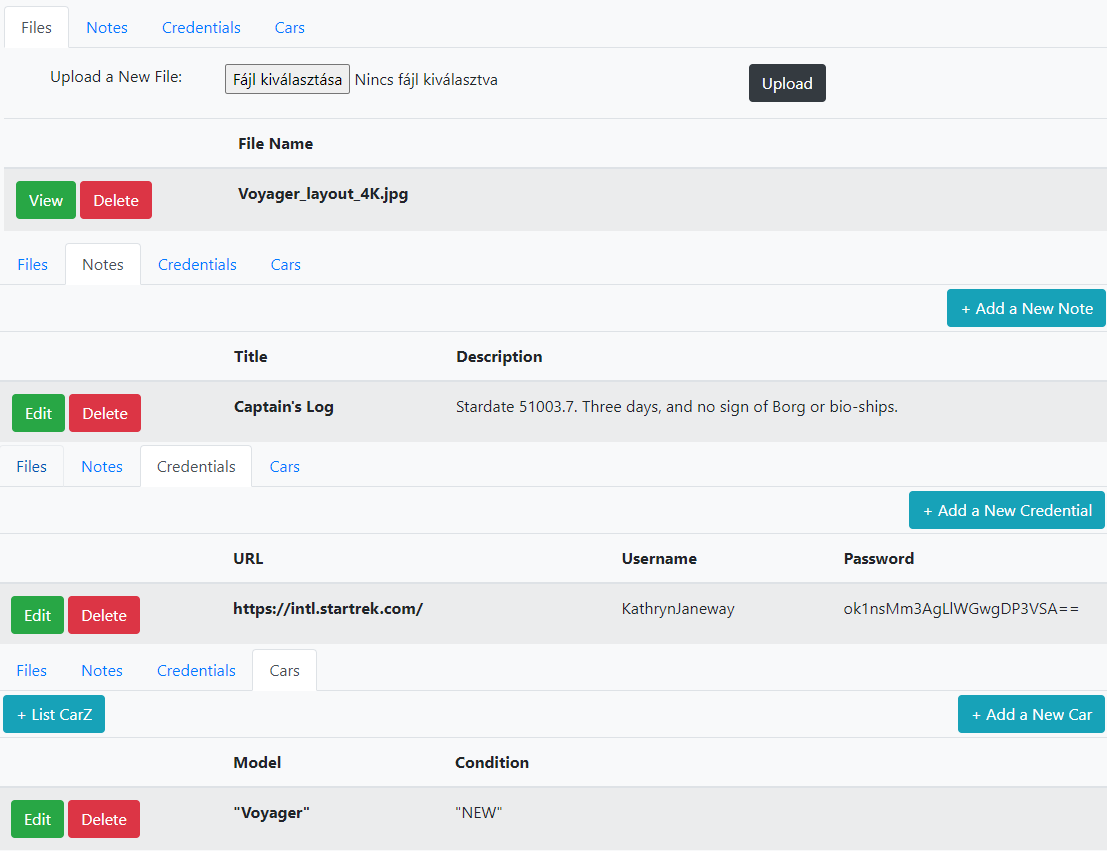 Files Notes Credentials Cars
Upload a New File: Fájl kiválasztása Nincs fájl kiválasztva Upload
File Name
View Delete Voyager_layout_4K.jpg
Files Notes Credentials Cars
+ Add a New Note
Title Description
Edit Delete Captain's Log Stardate 51003.7. Three days, and no sign of Borg or bio-ships.
Files Notes Credentials Cars
+ Add a New Credential
URL Username Password
Edit Delete https://intl.startrek.com/ KathrynJaneway ok1nsMm3AgLlWGwgDP3VSA==
Files Notes Credentials Cars
+ List CarZ + Add a New Car
Model Condition
Edit Delete "Voyager" "NEW"